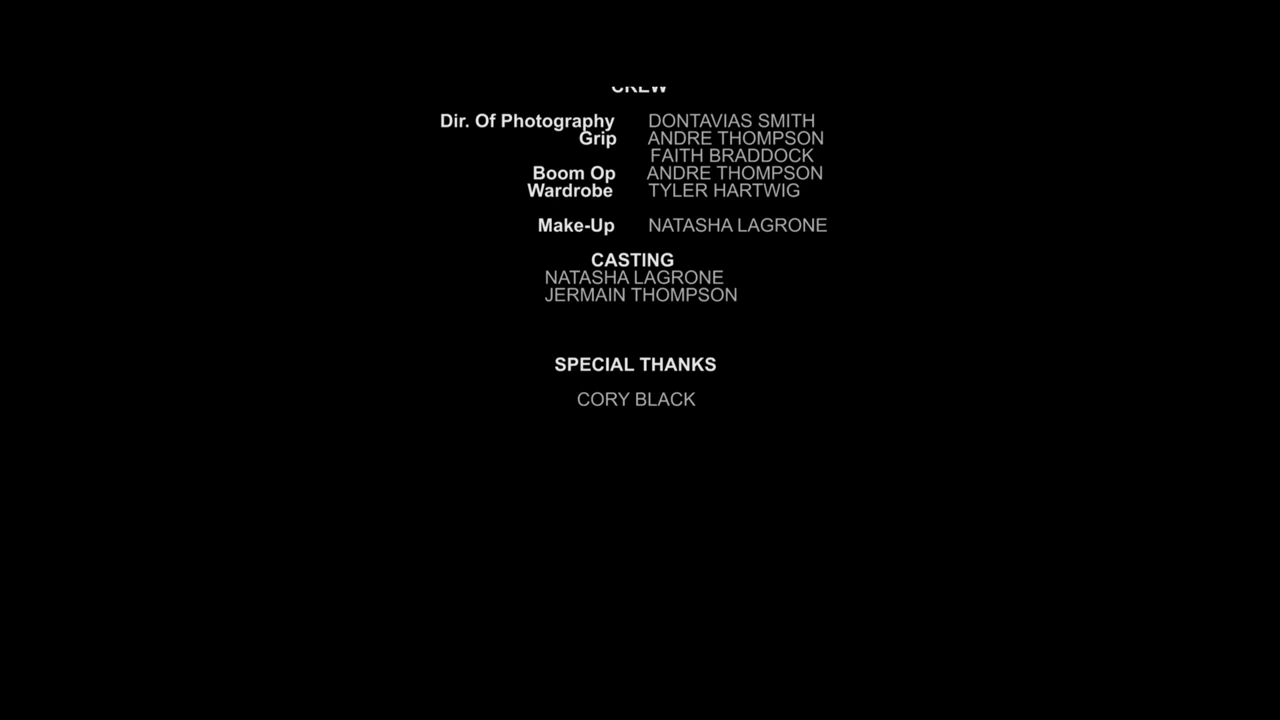 CREW
Dir. Of Photography DONTAVIAS SMITH
Grip ANDRE THOMPSON
FAITH BRADDOCK
Boom Op ANDRE THOMPSON
Wardrobe TYLER HARTWIG
Make-Up NATASHA LAGRONE
CASTING
NATASHA LAGRONE
JERMAIN THOMPSON
SPECIAL THANKS
CORY BLACK